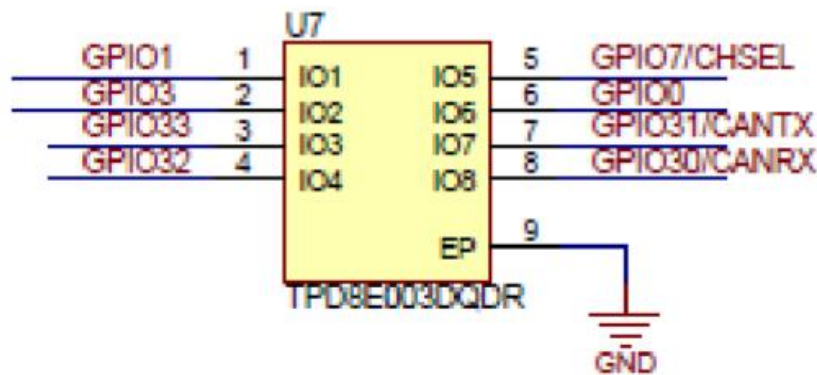 U7
GPIO1 1 IO1 IO5 5 GPIO7/CHSEL
GPIO3 2 IO2 IO6 6 GPIO0
GPIO33 3 IO3 IO7 7 GPIO31/CANTX
GPIO32 4 IO4 IO8 8 GPIO30/CANRX
EP 9
TPD8E003DQDR
GND